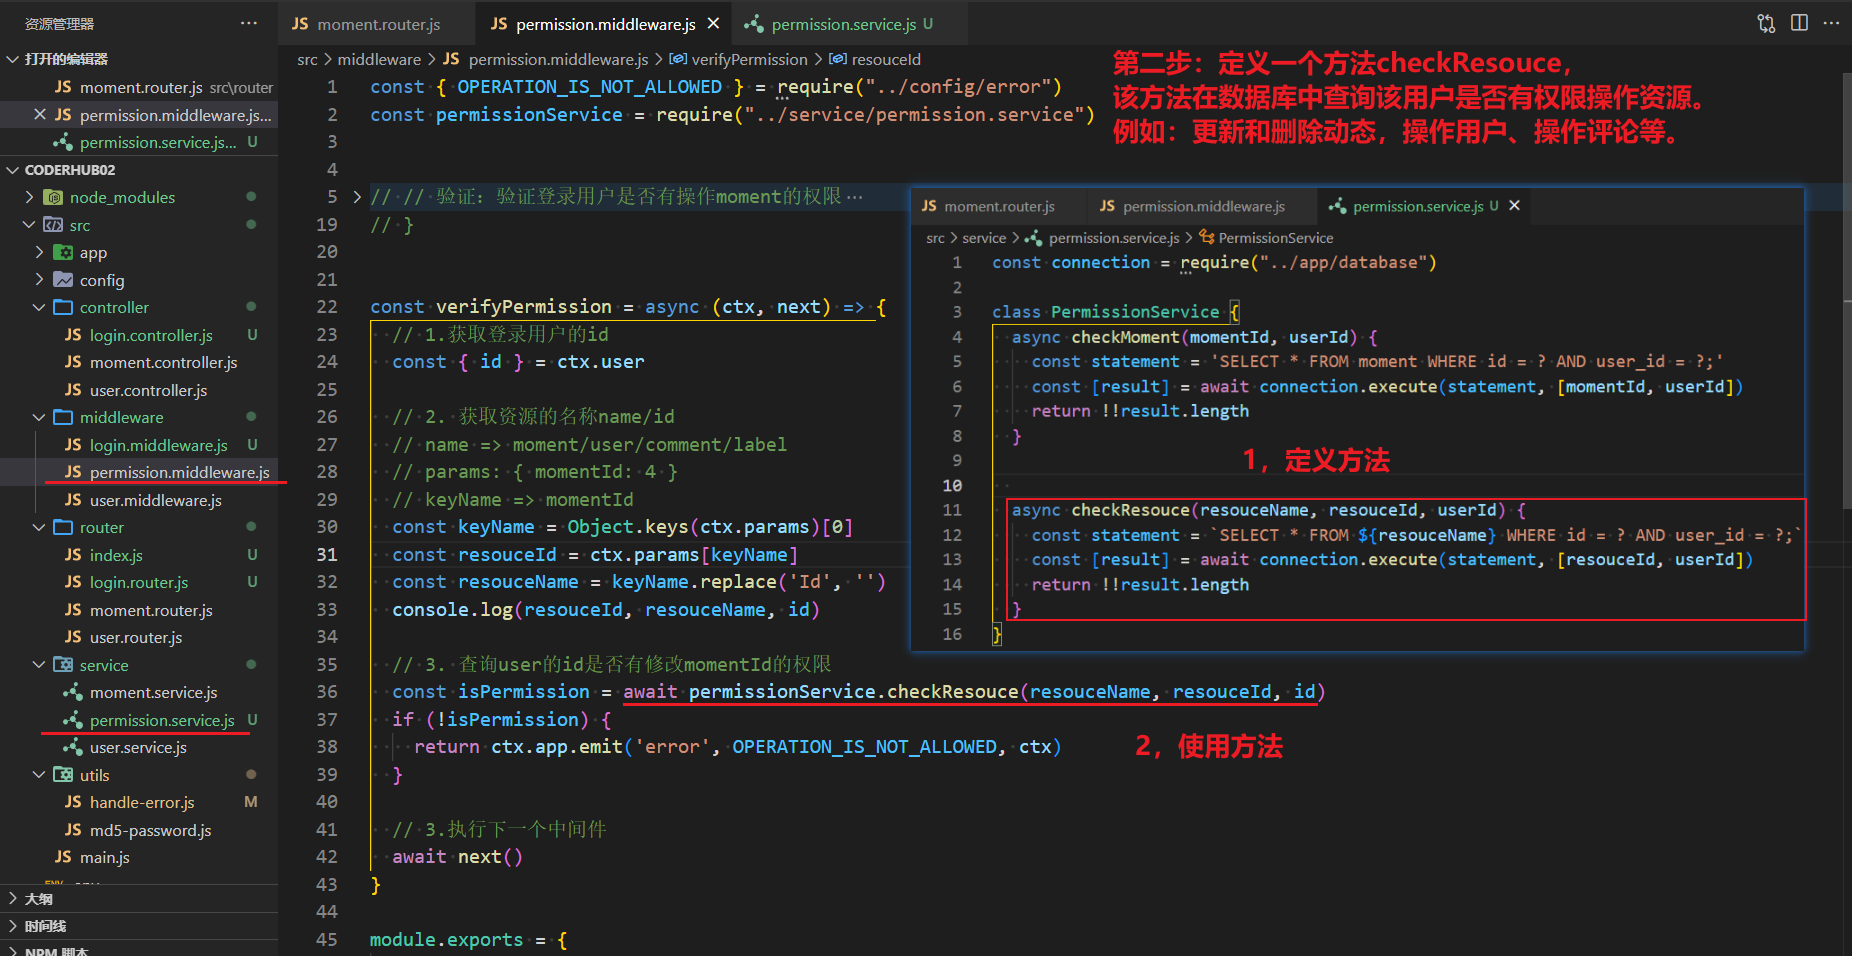 资源管理器 ···
打开的编辑器
JS moment.router.js src\router
JS permission.middleware.js...
permission.service.js... U
CODERHUB02
node_modules
src
app
config
controller
JS login.controller.js U
JS moment.controller.js
JS user.controller.js
middleware
JS login.middleware.js U
JS permission.middleware.js
JS user.middleware.js
router
JS index.js U
JS login.router.js U
JS moment.router.js
JS user.router.js
service
moment.service.js
permission.service.js U
user.service.js
utils
JS handle-error.js M
JS md5-password.js
JS main.js
大纲
时间线
NPM 脚本
JS moment.router.js
JS permission.middleware.js
permission.service.js U
src > middleware > JS permission.middleware.js > verifyPermission > resouceId
1 const { OPERATION_IS_NOT_ALLOWED } = require("../config/error")
2 const permissionService = require("../service/permission.service")
3
4
5 // // 验证: 验证登录用户是否有操作moment的权限···
19 // }
20
21
22 const verifyPermission = async (ctx, next) => {
23 // 1.获取登录用户的id
24 const { id } = ctx.user
25
26 // 2. 获取资源的名称name/id
27 // name => moment/user/comment/label
28 // params: { momentId: 4 }
29 // keyName => momentId
30 const keyName = Object.keys(ctx.params)[0]
31 const resouceId = ctx.params[keyName]
32 const resouceName = keyName.replace('Id', '')
33 console.log(resouceId, resouceName, id)
34
35 // 3. 查询user的id是否有修改momentId的权限
36 const isPermission = await permissionService.checkResouce(resouceName, resouceId, id)
37 if (!isPermission) {
38 return ctx.app.emit('error', OPERATION_IS_NOT_ALLOWED, ctx)
39 }
40
41 // 3.执行下一个中间件
42 await next()
43 }
44
45 module.exports = {
第二步：定义一个方法checkResouce，
该方法在数据库中查询该用户是否有权限操作资源。
例如：更新和删除动态，操作用户、操作评论等。
JS moment.router.js
JS permission.middleware.js
permission.service.js U
src > service > permission.service.js > PermissionService
1 const connection = require("../app/database")
2
3 class PermissionService {
4 async checkMoment(momentId, userId) {
5 const statement = 'SELECT * FROM moment WHERE id = ? AND user_id = ?;'
6 const [result] = await connection.execute(statement, [momentId, userId])
7 return !!result.length
8 }
9
1，定义方法
10
11 async checkResouce(resouceName, resouceId, userId) {
12 const statement = `SELECT * FROM ${resouceName} WHERE id = ? AND user_id = ?;`
13 const [result] = await connection.execute(statement, [resouceId, userId])
14 return !!result.length
15 }
16 }
2，使用方法